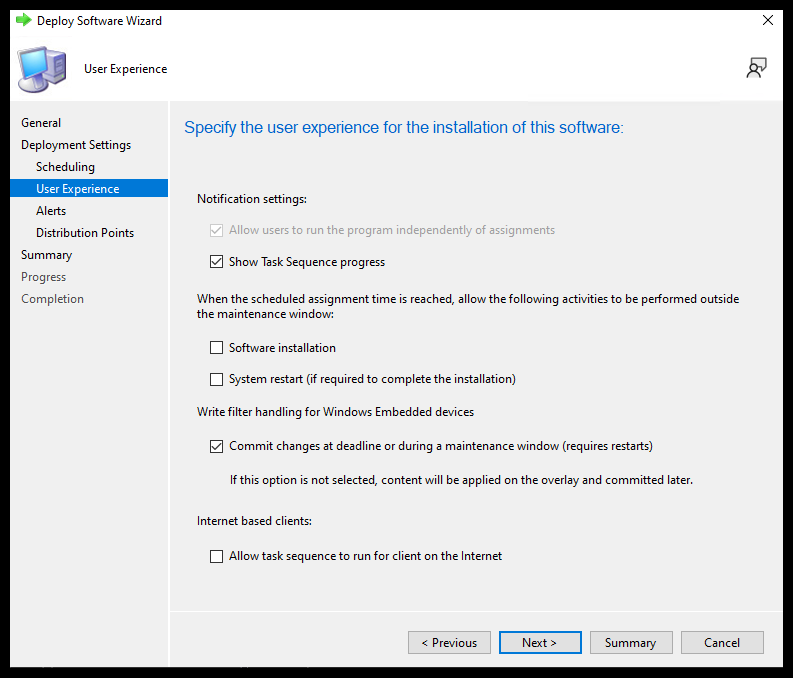 Deploy Software Wizard
User Experience
General
Deployment Settings
Scheduling
User Experience
Alerts
Distribution Points
Summary
Progress
Completion
Specify the user experience for the installation of this software:
Notification settings:
Allow users to run the program independently of assignments
Show Task Sequence progress
When the scheduled assignment time is reached, allow the following activities to be performed outside
the maintenance window:
Software installation
System restart (if required to complete the installation)
Write filter handling for Windows Embedded devices
Commit changes at deadline or during a maintenance window (requires restarts)
If this option is not selected, content will be applied on the overlay and committed later.
Internet based clients:
Allow task sequence to run for client on the Internet
< Previous
Next >
Summary
Cancel